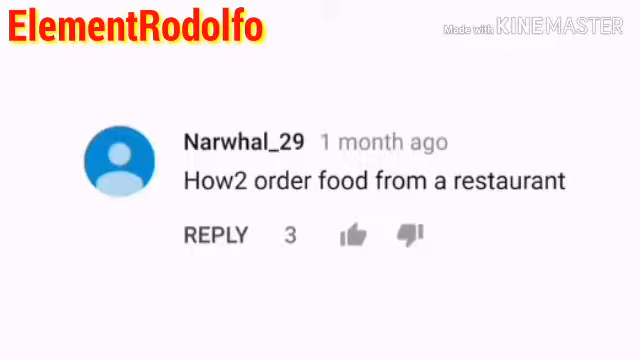 ElementRodolfo
Made with KINEMASTER
Narwhal_29 1 month ago
How2 order food from a restaurant
REPLY 3